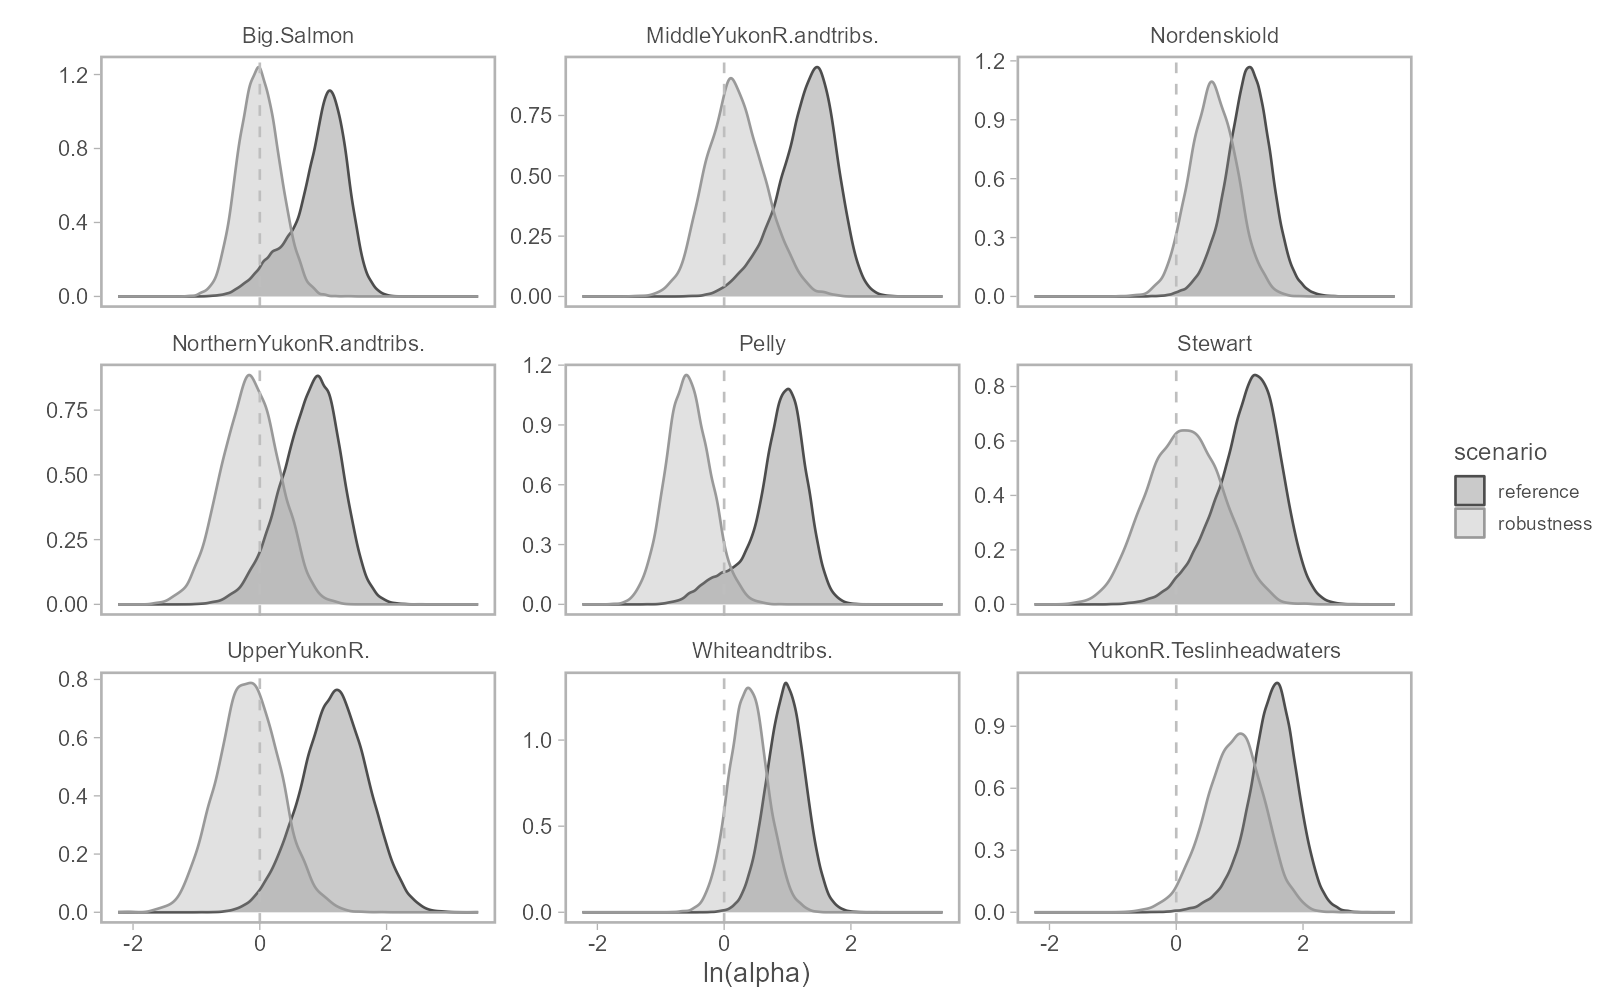 Big.Salmon
MiddleYukonR.andtribs.
Nordenskiold
1.2
0.8
0.4
0.0
0.75
0.50
0.25
0.00
1.2
0.9
0.6
0.3
0.0
NorthernYukonR.andtribs.
Pelly
Stewart
0.75
0.50
0.25
0.00
1.2
0.9
0.6
0.3
0.0
0.8
0.6
0.4
0.2
0.0
scenario
reference
robustness
UpperYukonR.
Whiteandtribs.
YukonR.Teslinheadwaters
0.8
0.6
0.4
0.2
0.0
1.0
0.5
0.0
0.9
0.6
0.3
0.0
-2 0 2
-2 0 2
-2 0 2
ln(alpha)